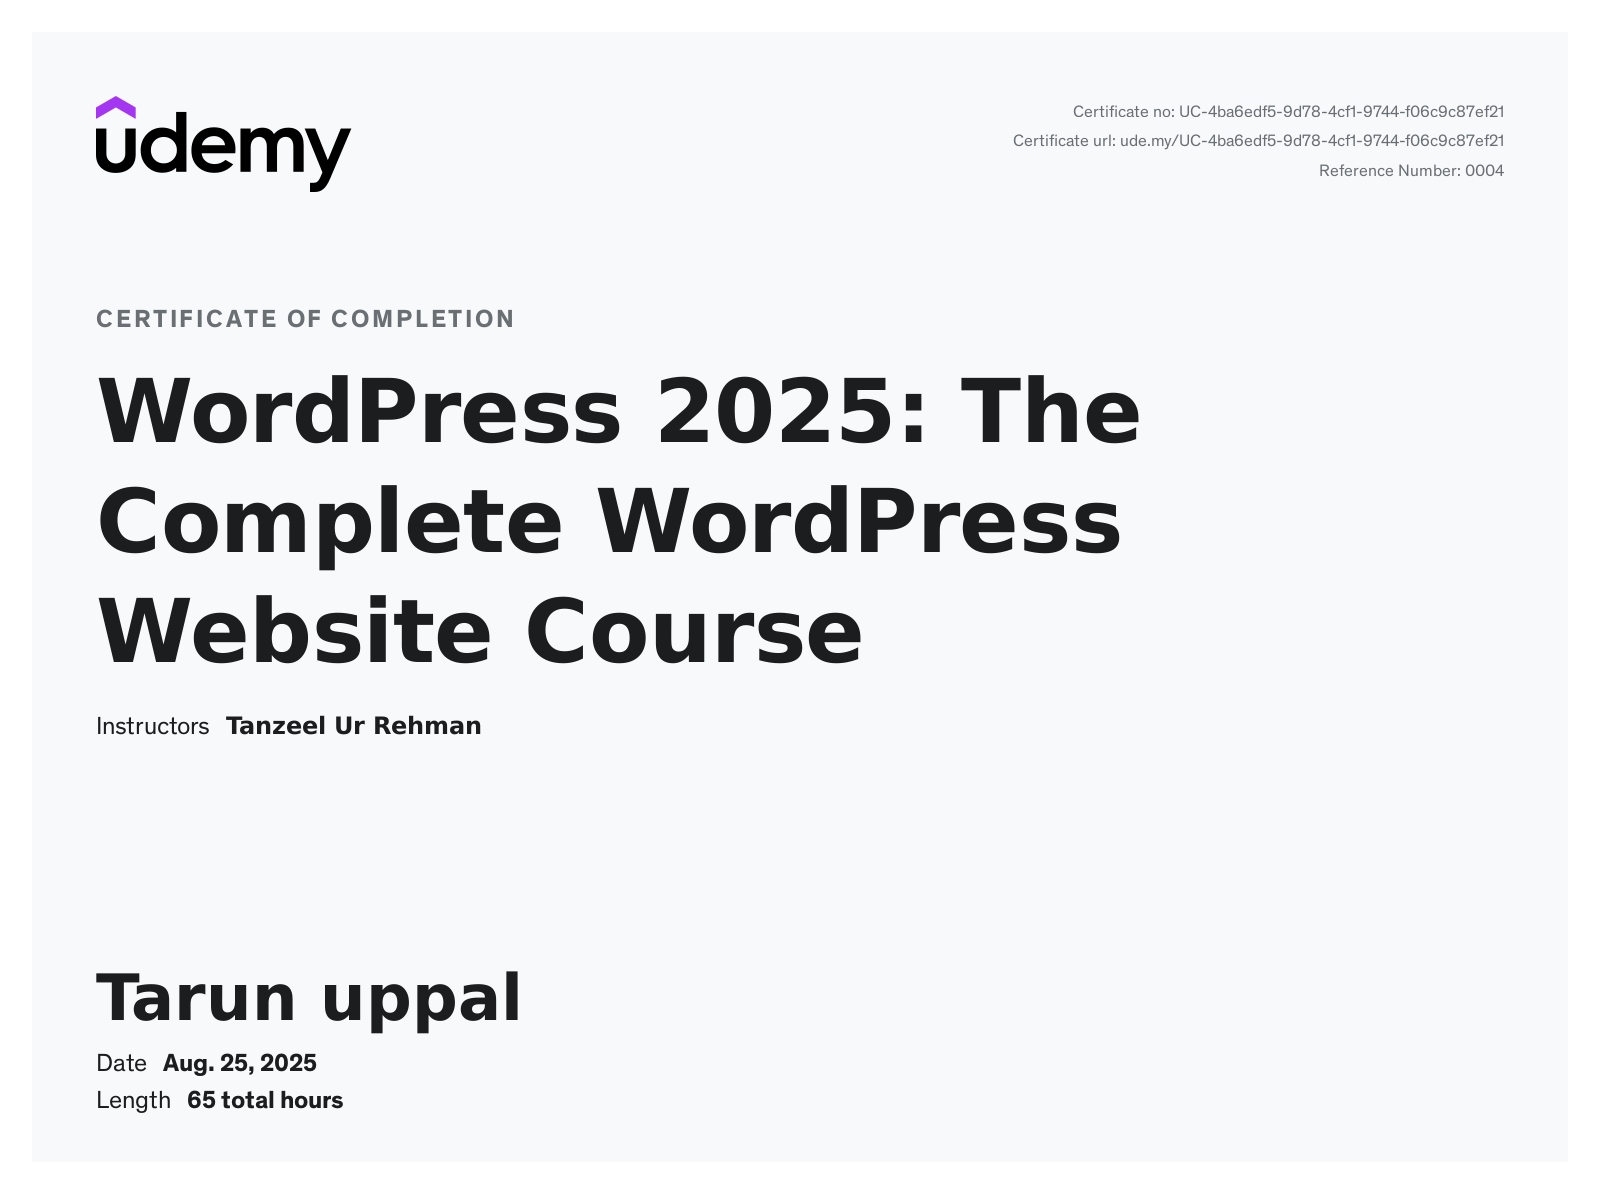 udemy
Certificate no: UC-4ba6edf5-9d78-4cf1-9744-f06c9c87ef21
Certificate url: ude.my/UC-4ba6edf5-9d78-4cf1-9744-f06c9c87ef21
Reference Number: 0004
CERTIFICATE OF COMPLETION
WordPress 2025: The
Complete WordPress
Website Course
Instructors Tanzeel Ur Rehman
Tarun uppal
Date Aug. 25, 2025
Length 65 total hours